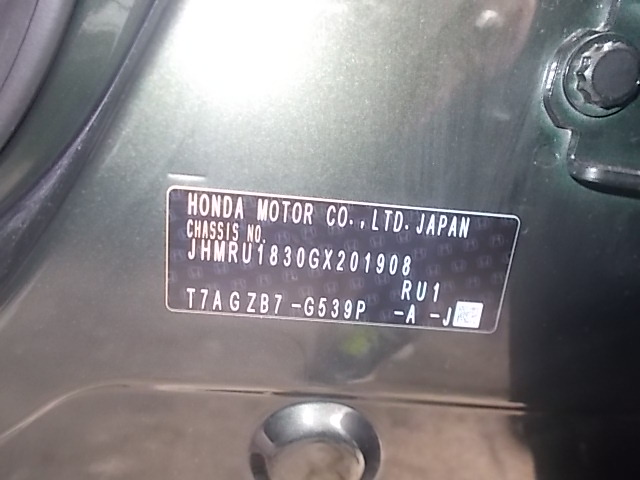 HONDA MOTOR CO.,LTD.JAPAN
CHASSIS NO.
JHMRU1830GX201908
RU1
T7AGZB7-G539P -A -J